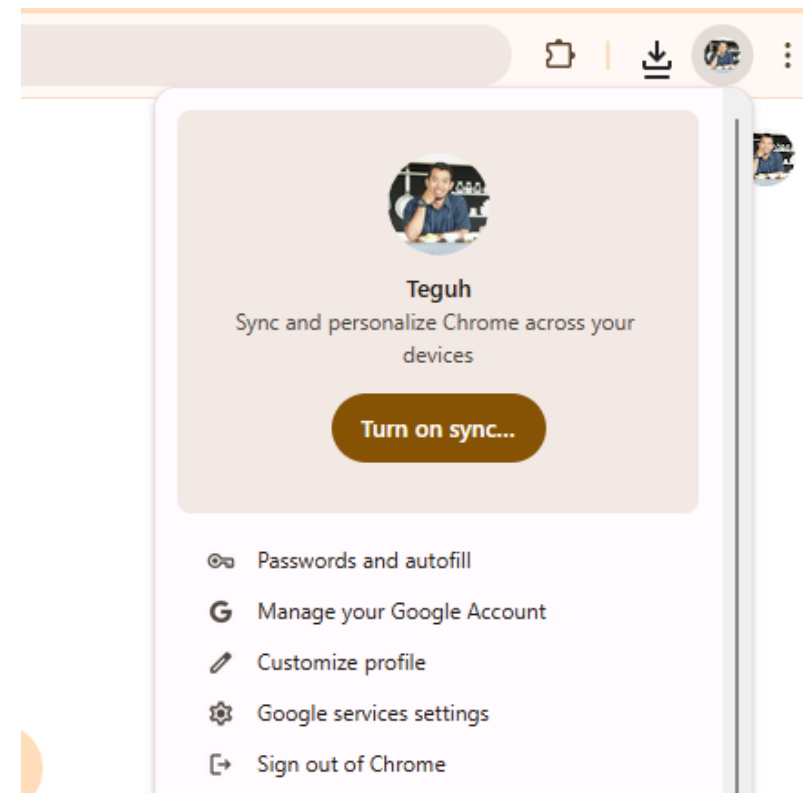 Teguh
Sync and personalize Chrome across your
devices
Turn on sync...
Passwords and autofill
Manage your Google Account
Customize profile
Google services settings
Sign out of Chrome